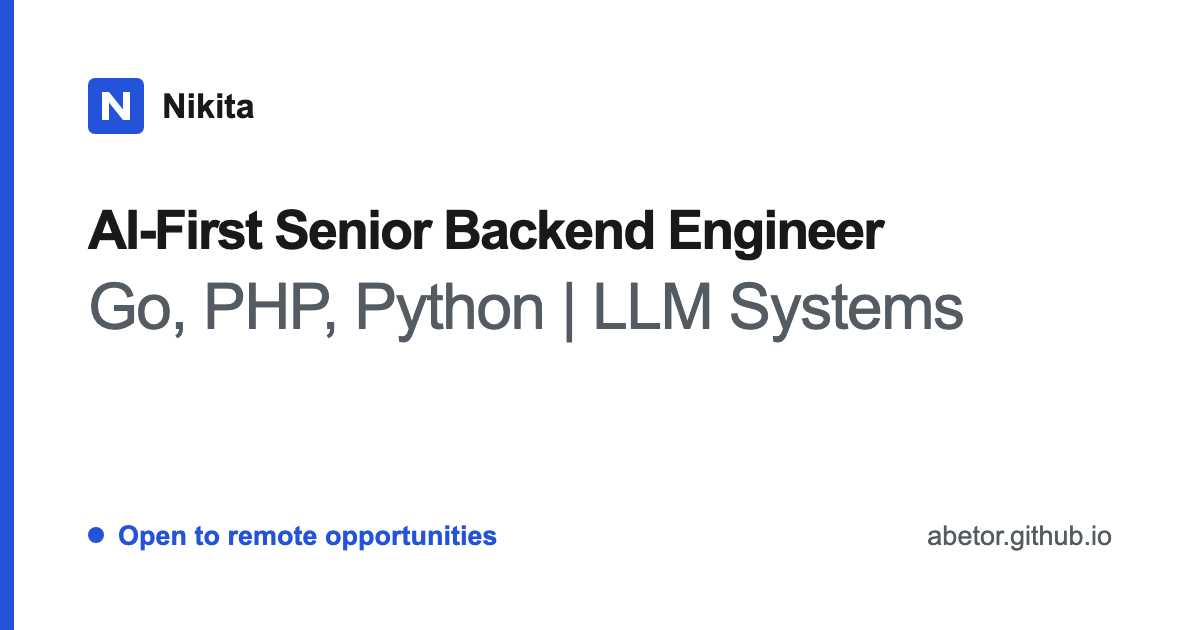 N
Nikita
AI-First Senior Backend Engineer
Go, PHP, Python | LLM Systems
Open to remote opportunities
abetor.github.io